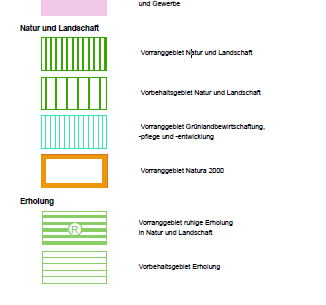 und Gewerbe
Natur und Landschaft
Vorranggebiet Natur und Landschaft
Vorbehaltsgebiet Natur und Landschaft
Vorranggebiet Grünlandbewirtschaftung,
-pflege und -entwicklung
Vorranggebiet Natura 2000
Erholung
Vorranggebiet ruhige Erholung
in Natur und Landschaft
R
Vorbehaltsgebiet Erholung